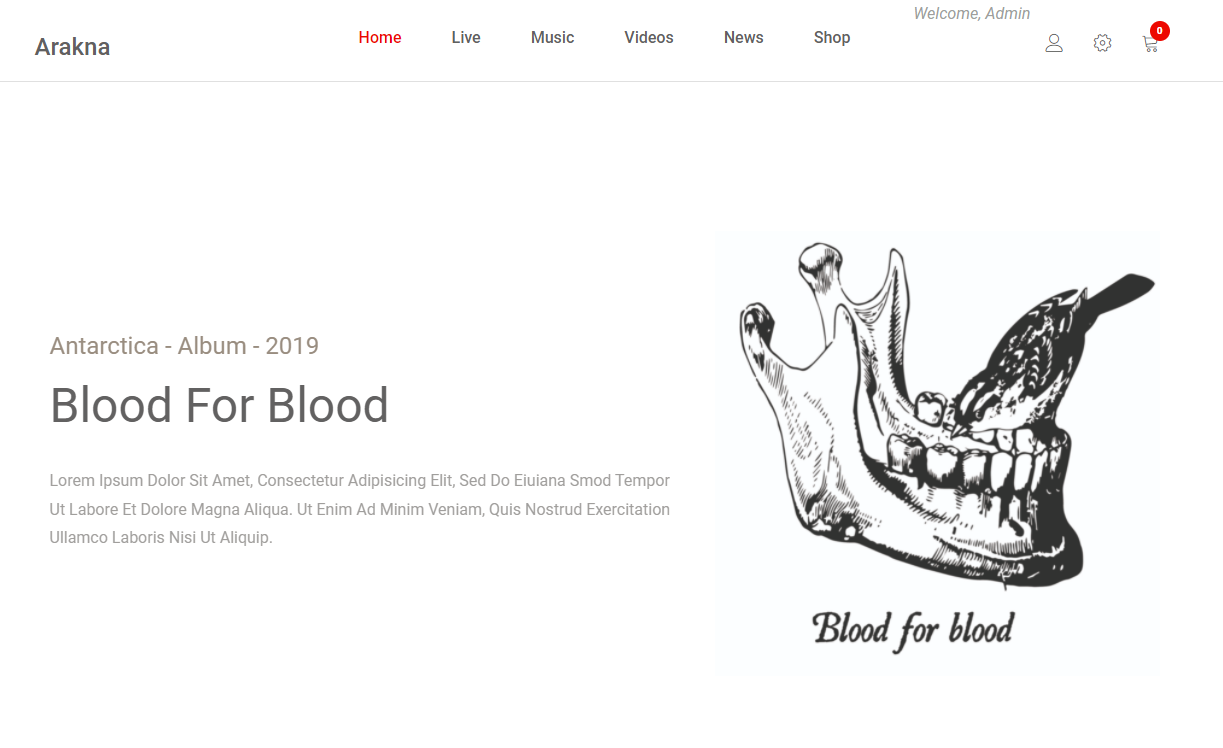 Welcome, Admin
Arakna
Home Live Music Videos News Shop
0
Antarctica - Album - 2019
Blood For Blood
Lorem Ipsum Dolor Sit Amet, Consectetur Adipisicing Elit, Sed Do Eiuiana Smod Tempor
Ut Labore Et Dolore Magna Aliqua. Ut Enim Ad Minim Veniam, Quis Nostrud Exercitation
Ullamco Laboris Nisi Ut Aliquip.
Blood for blood